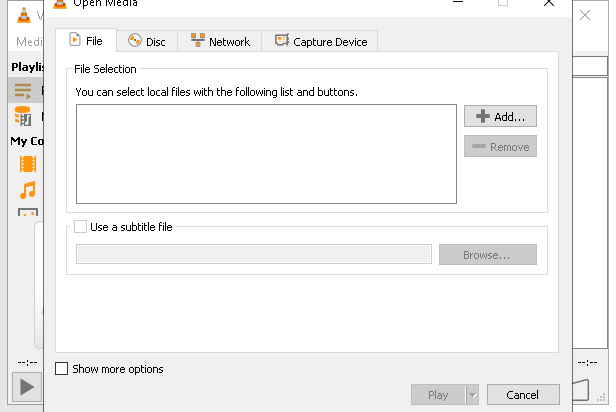 Open Media
Medi
File
Disc
Network
Capture Device
Playlis
My Co
File Selection
You can select local files with the following list and buttons.
Add...
Remove
Use a subtitle file
Browse...
--:--
--:--
Show more options
Play
Cancel